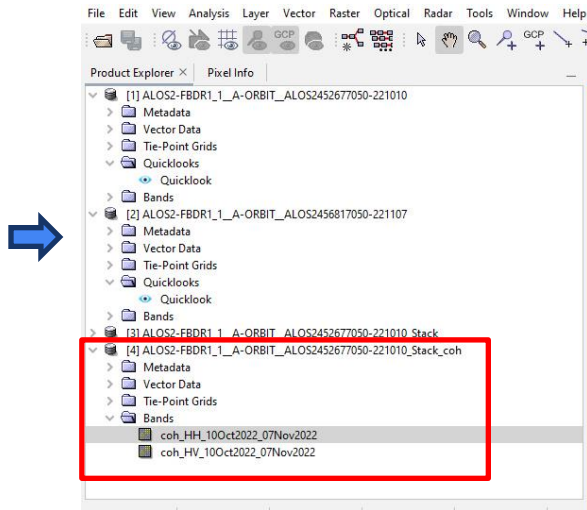 File Edit View Analysis Layer Vector Raster Optical Radar Tools Window Help
GCP GCP
Product Explorer × Pixel Info
[1] ALOS2-FBDR1_1__A-ORBIT__ALOS2452677050-221010
Metadata
Vector Data
Tie-Point Grids
Quicklooks
Quicklook
Bands
[2] ALOS2-FBDR1_1__A-ORBIT__ALOS2456817050-221107
Metadata
Vector Data
Tie-Point Grids
Quicklooks
Quicklook
Bands
[3] ALOS2-FBDR1_1__A-ORBIT__ALOS2452677050-221010_Stack
[4] ALOS2-FBDR1_1__A-ORBIT__ALOS2452677050-221010_Stack_coh
Metadata
Vector Data
Tie-Point Grids
Bands
coh_HH_10Oct2022_07Nov2022
coh_HV_10Oct2022_07Nov2022